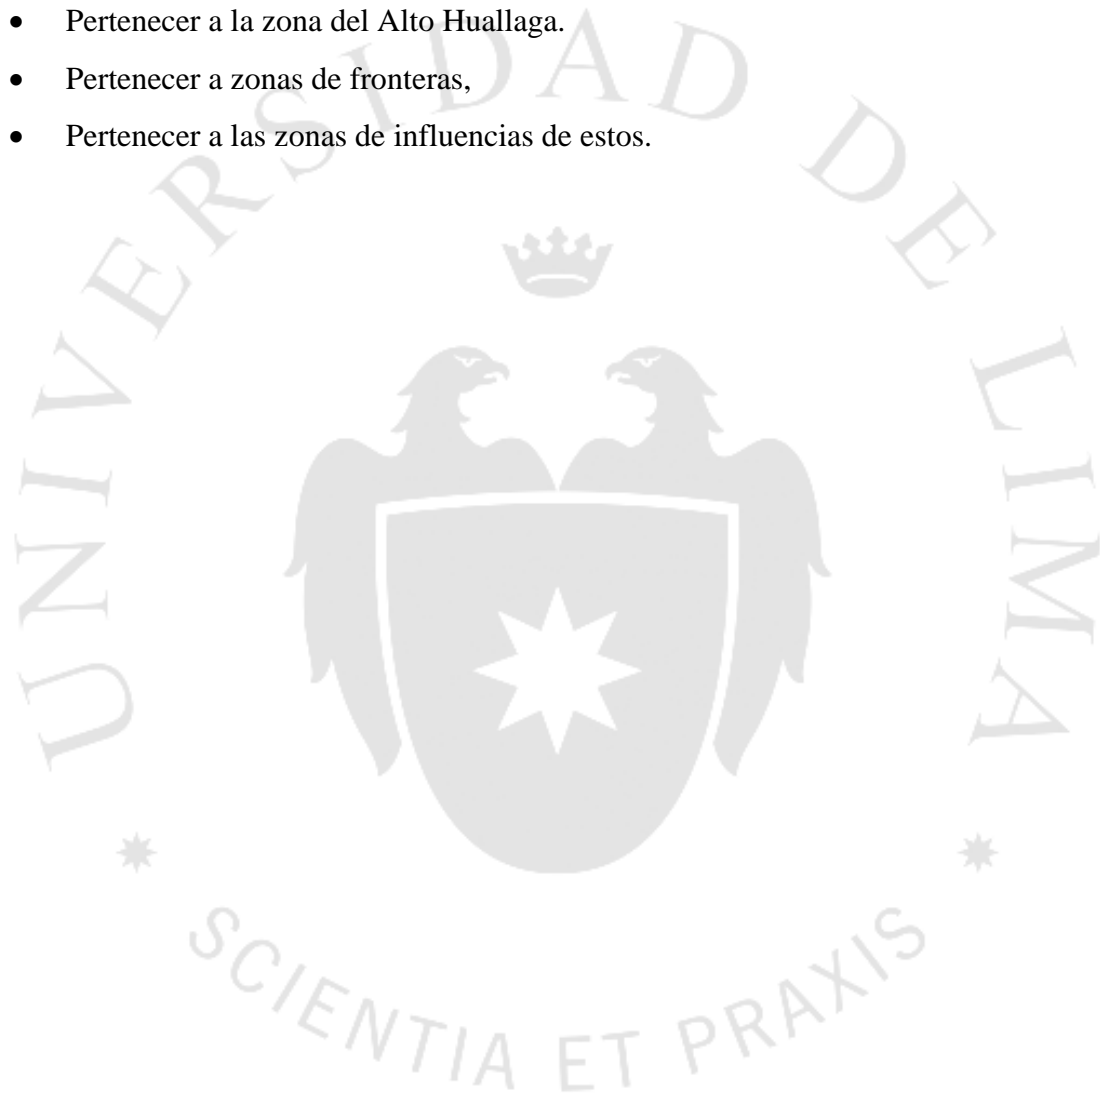 • Pertenecer a la zona del Alto Huallaga.
• Pertenecer a zonas de fronteras,
• Pertenecer a las zonas de influencias de estos.
UNIVERSIDAD DE LIMA
SCIENTIA ET PRAXIS